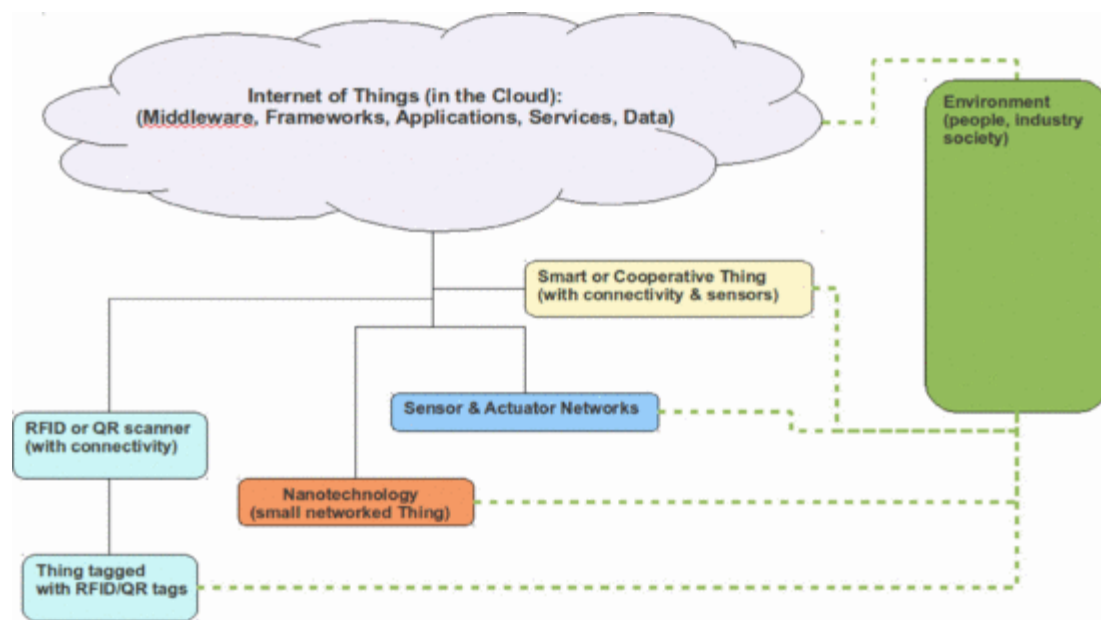 Internet of Things (in the Cloud):
(Middleware, Frameworks, Applications, Services, Data)
Environment
(people, industry
society)
Smart or Cooperative Thing
(with connectivity & sensors)
Sensor & Actuator Networks
RFID or QR scanner
(with connectivity)
Nanotechnology
(small networked Thing)
Thing tagged
with RFID/QR tags